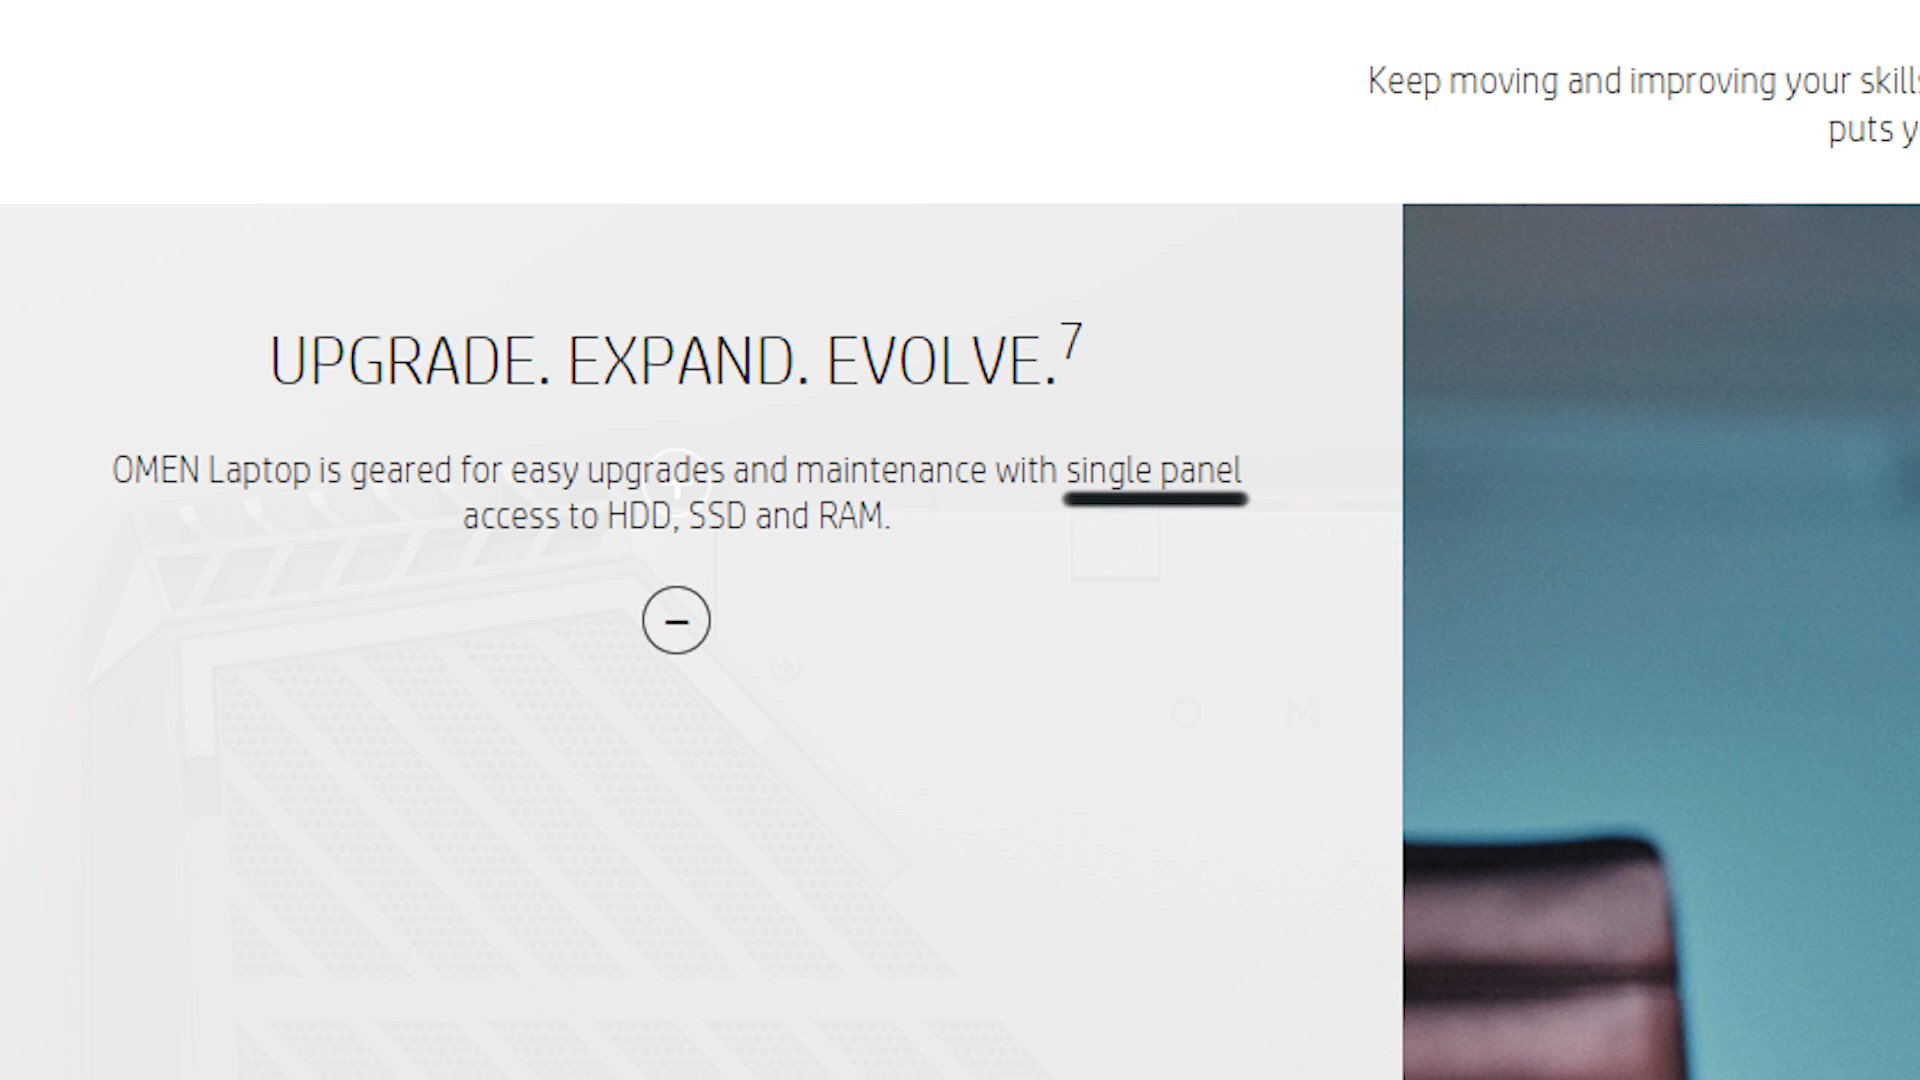 Keep moving and improving your skills
puts y
UPGRADE. EXPAND. EVOLVE.7
OMEN Laptop is geared for easy upgrades and maintenance with single panel
access to HDD, SSD and RAM.
O M